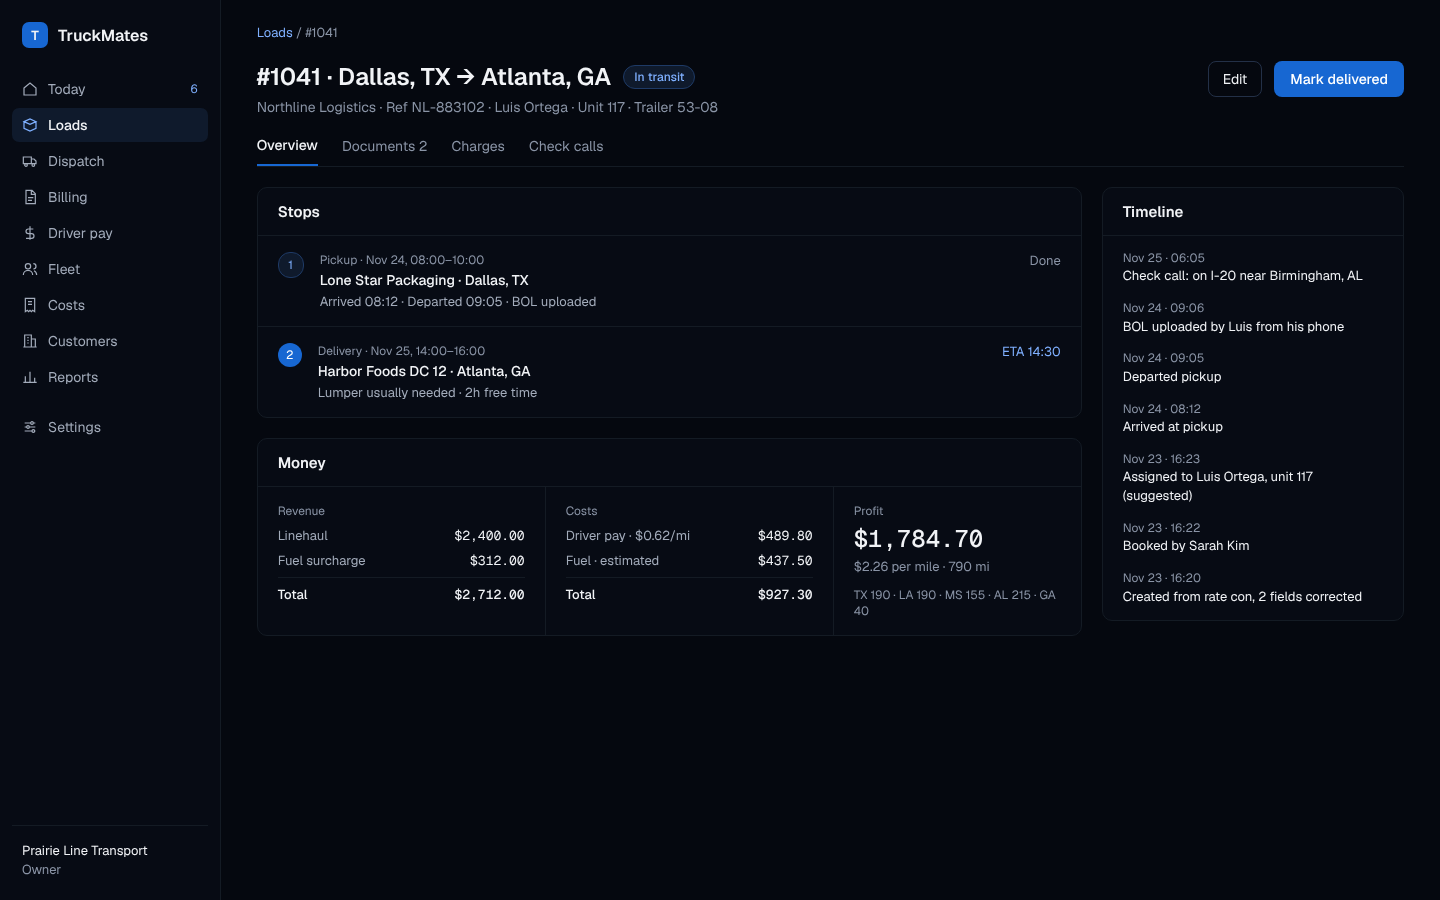 T TruckMates
Today 6
Loads
Dispatch
Billing
Driver pay
Fleet
Costs
Customers
Reports
Settings
Prairie Line Transport
Owner
Loads / #1041
#1041 · Dallas, TX → Atlanta, GA In transit
Edit
Mark delivered
Northline Logistics · Ref NL-883102 · Luis Ortega · Unit 117 · Trailer 53-08
Overview Documents 2 Charges Check calls
Stops
1 Pickup · Nov 24, 08:00–10:00 Done
Lone Star Packaging · Dallas, TX
Arrived 08:12 · Departed 09:05 · BOL uploaded
2 Delivery · Nov 25, 14:00–16:00 ETA 14:30
Harbor Foods DC 12 · Atlanta, GA
Lumper usually needed · 2h free time
Money
Revenue
Linehaul $2,400.00
Fuel surcharge $312.00
Total $2,712.00
Costs
Driver pay · $0.62/mi $489.80
Fuel · estimated $437.50
Total $927.30
Profit
$1,784.70
$2.26 per mile · 790 mi
TX 190 · LA 190 · MS 155 · AL 215 · GA
40
Timeline
Nov 25 · 06:05
Check call: on I-20 near Birmingham, AL
Nov 24 · 09:06
BOL uploaded by Luis from his phone
Nov 24 · 09:05
Departed pickup
Nov 24 · 08:12
Arrived at pickup
Nov 23 · 16:23
Assigned to Luis Ortega, unit 117
(suggested)
Nov 23 · 16:22
Booked by Sarah Kim
Nov 23 · 16:20
Created from rate con, 2 fields corrected